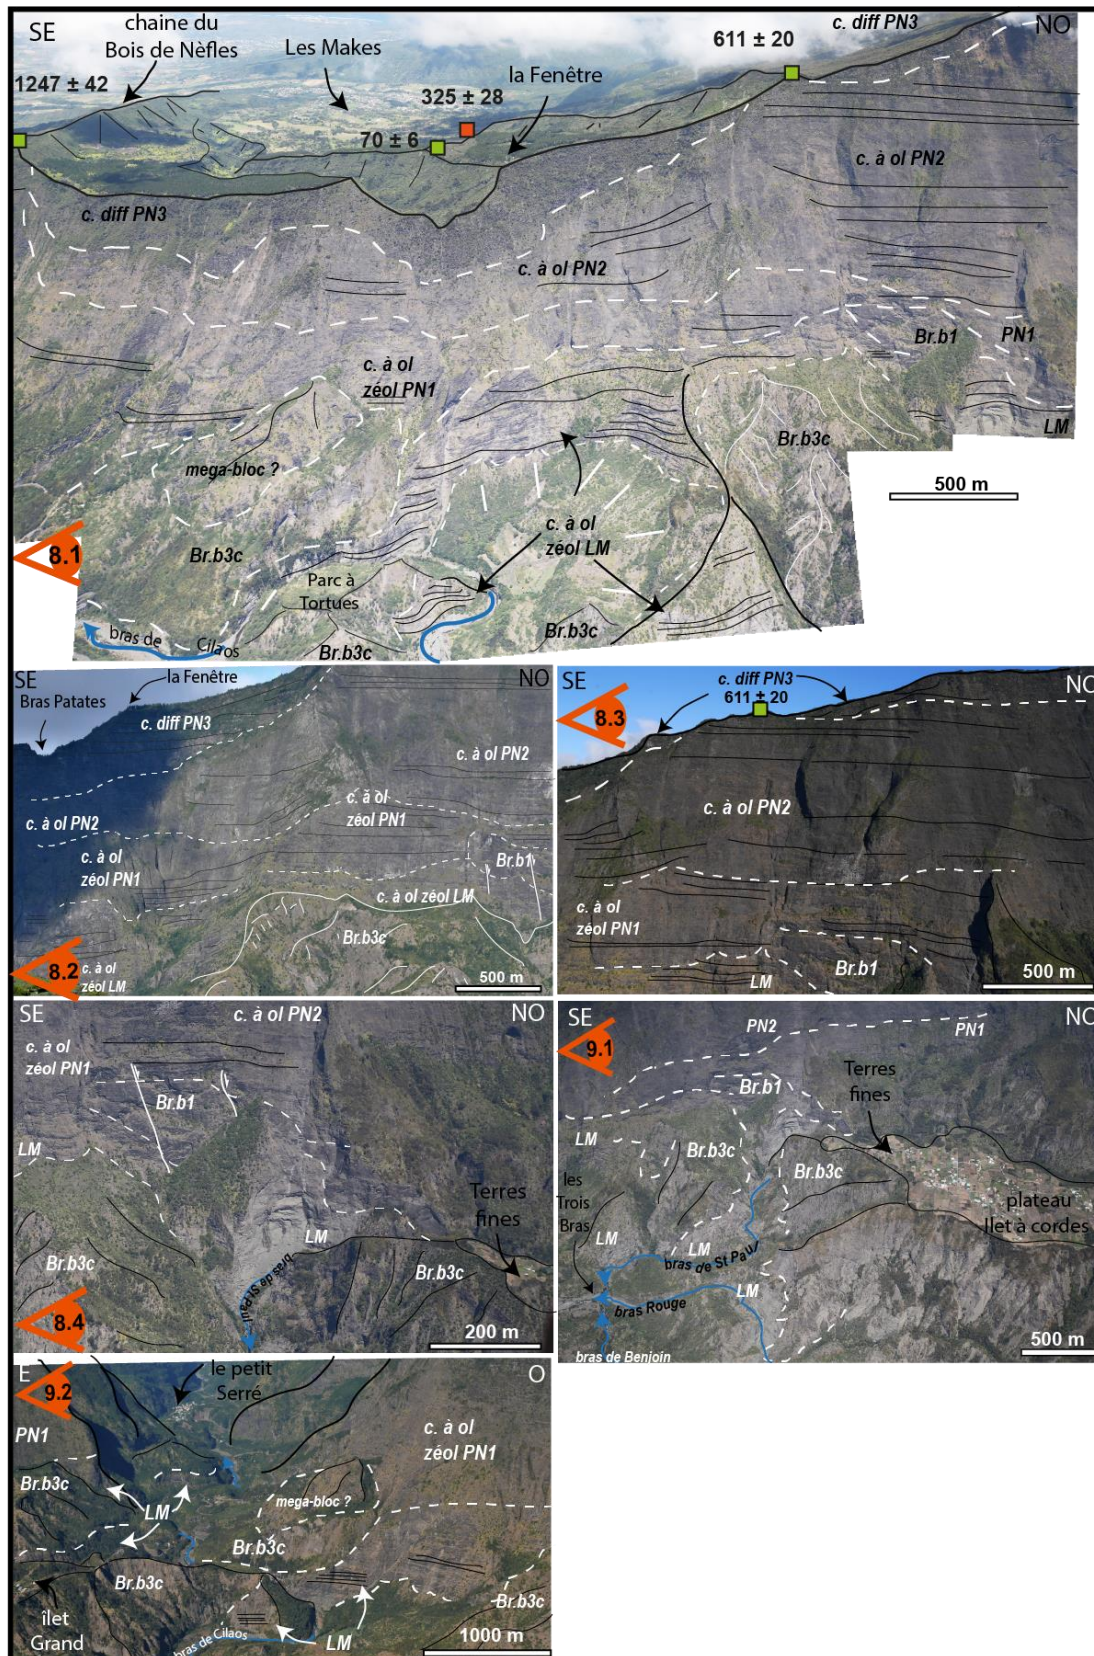 SE
chaine du
Bois de Nèfles
Les Makes
611 ± 20
c. diff PN3
NO
1247 ± 42
325 ± 28
la Fenêtre
70 ± 6
c. à ol PN2
c. diff PN3
c. à ol PN2
Br.b1
PN1
c. à ol
zéol PN1
LM
Br.b3c
mega-bloc ?
500 m
c. à ol
zéol LM
8.1
Br.b3c
Parc à
Tortues
Br.b3c
bras de Cilaos
Br.b3c
SE
la Fenêtre
NO
Bras Patates
c. diff PN3
c. à ol PN2
c. à ol
zéol PN1
c. à ol PN2
c. à ol
zéol PN1
Br.b1
c. à ol zéol LM
Br.b3c
8.2
c. à ol
zéol LM
500 m
SE
c. diff PN3
NO
611 ± 20
8.3
c. à ol PN2
c. à ol
zéol PN1
Br.b1
LM
500 m
SE
c. à ol PN2
NO
c. à ol
zéol PN1
Br.b1
LM
Terres
fines
LM
bras de St Paul
Br.b3c
Br.b3c
8.4
200 m
SE
PN2
PN1
NO
9.1
Terres
fines
Br.b1
LM
Br.b3c
Br.b3c
les
Trois
Bras
plateau
Ilet à cordes
LM
LM
bras de St Paul
LM
bras Rouge
bras de Benjoin
500 m
E
le petit
Serré
O
9.2
PN1
c. à ol
zéol PN1
Br.b3c
mega-bloc ?
LM
Br.b3c
Br.b3c
Br.b3c
îlet
Grand
LM
bras de Cilaos
1000 m